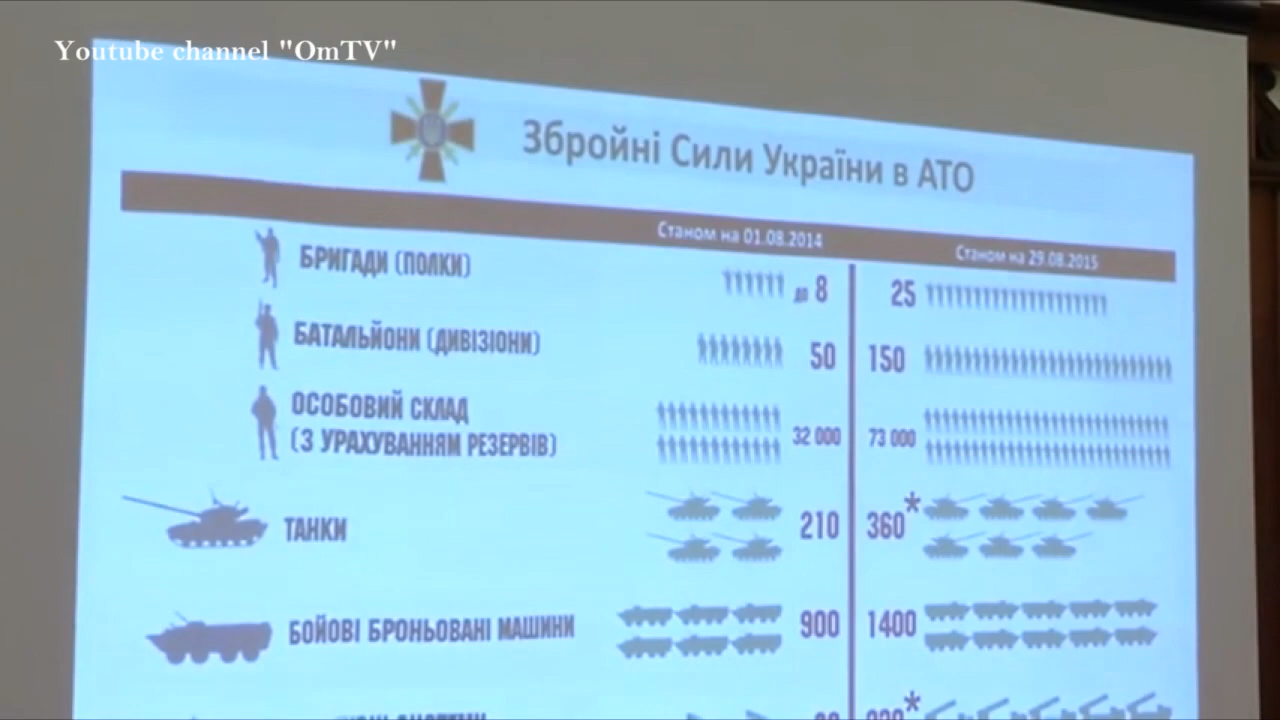 Youtube channel "OmTV"
Збройні Сили України в АТО
Станом на 01.08.2014 Станом на 29.08.2015
БРИГАДИ (ПОЛКИ) до 8 25
БАТАЛЬЙОНИ (ДИВІЗІОНИ) 50 150
ОСОБОВИЙ СКЛАД
(З УРАХУВАННЯМ РЕЗЕРВІВ) 32 000 73 000
ТАНКИ 210 360*
БОЙОВІ БРОНЬОВАНІ МАШИНИ 900 1400